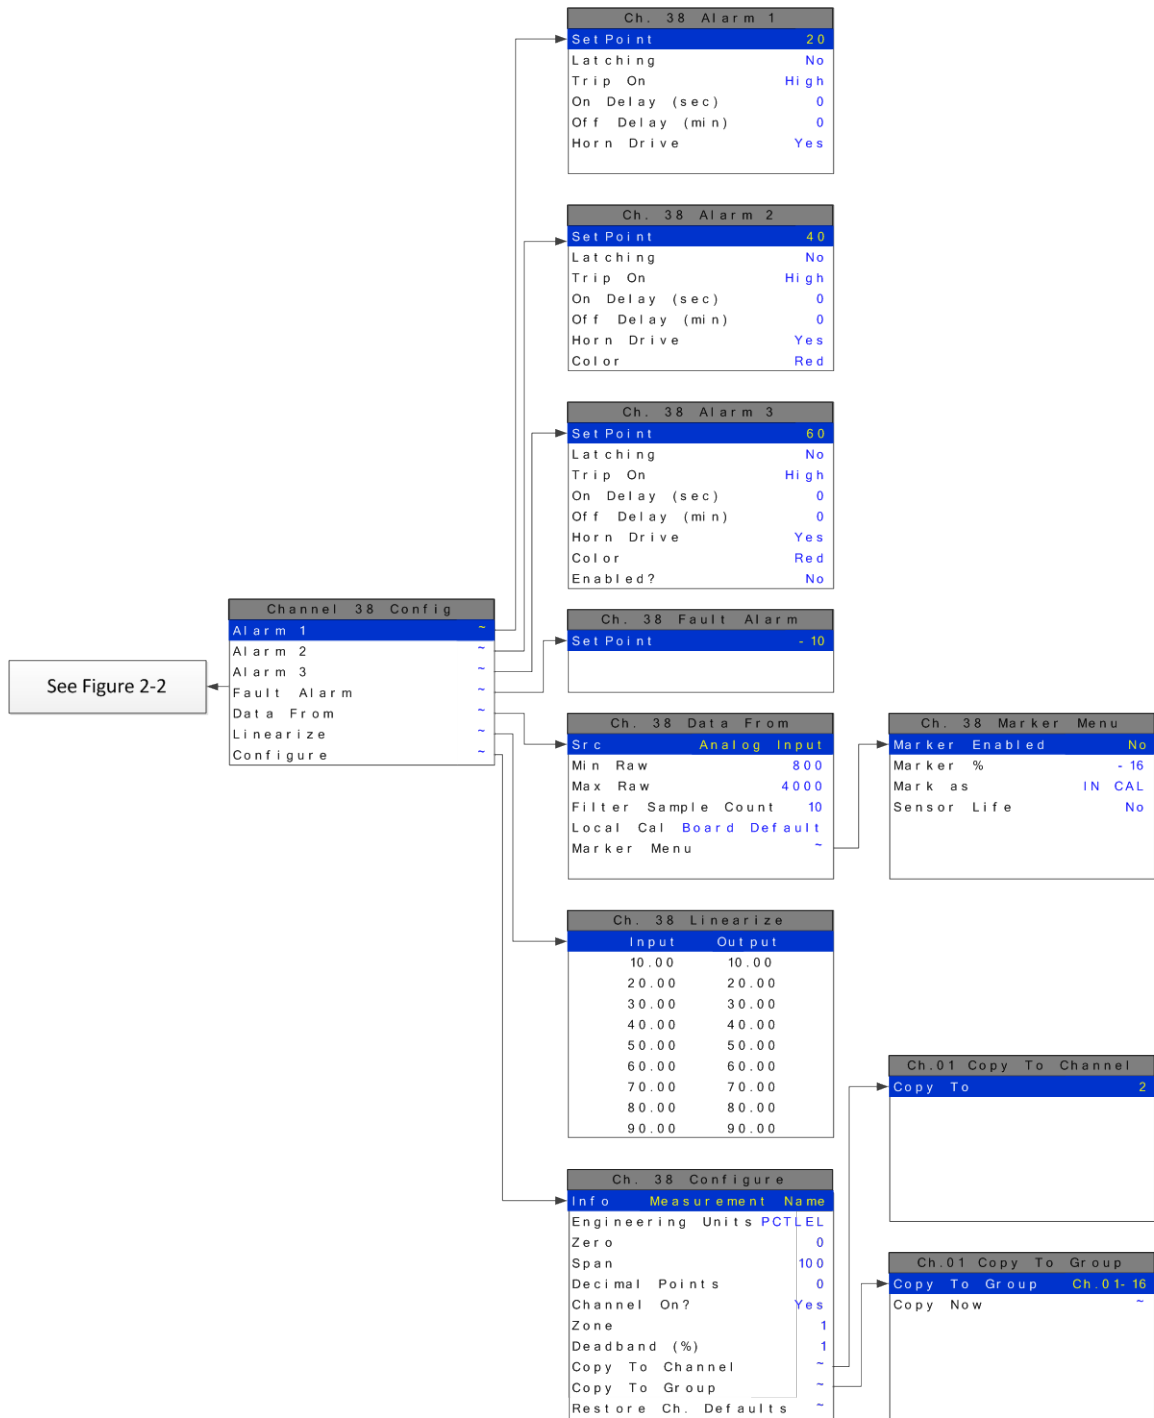 Ch. 38 Alarm 1
SetPoint 20
Latching No
Trip On High
On Delay (sec) 0
Off Delay (min) 0
Horn Drive Yes
Ch. 38 Alarm 2
SetPoint 40
Latching No
Trip On High
On Delay (sec) 0
Off Delay (min) 0
Horn Drive Yes
Color Red
Ch. 38 Alarm 3
SetPoint 60
Latching No
Trip On High
On Delay (sec) 0
Off Delay (min) 0
Horn Drive Yes
Color Red
Enabled? No
Channel 38 Config
Alarm 1 ~
Alarm 2 ~
Alarm 3 ~
Fault Alarm ~
Data From ~
Linearize ~
Configure ~
See Figure 2-2
Ch. 38 Fault Alarm
SetPoint -10
Ch. 38 Data From
Src Analog Input
Min Raw 800
Max Raw 4000
Filter Sample Count 10
Local Cal Board Default
Marker Menu ~
Ch. 38 Marker Menu
Marker Enabled No
Marker % -16
Mark as IN CAL
Sensor Life No
Ch. 38 Linearize
Input Output
10.00 10.00
20.00 20.00
30.00 30.00
40.00 40.00
50.00 50.00
60.00 60.00
70.00 70.00
80.00 80.00
90.00 90.00
Ch. 38 Configure
Info Measurement Name
Engineering Units PCTLEL
Zero 0
Span 100
Decimal Points 0
Channel On? Yes
Zone 1
Deadband (%) 1
Copy To Channel ~
Copy To Group ~
Restore Ch. Defaults ~
Ch.01 Copy To Channel
Copy To 2
Ch.01 Copy To Group
Copy To Group Ch.01-16
Copy Now ~